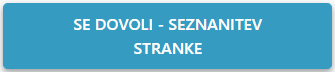 SE DOVOLI - SEZNANITEV
STRANKE